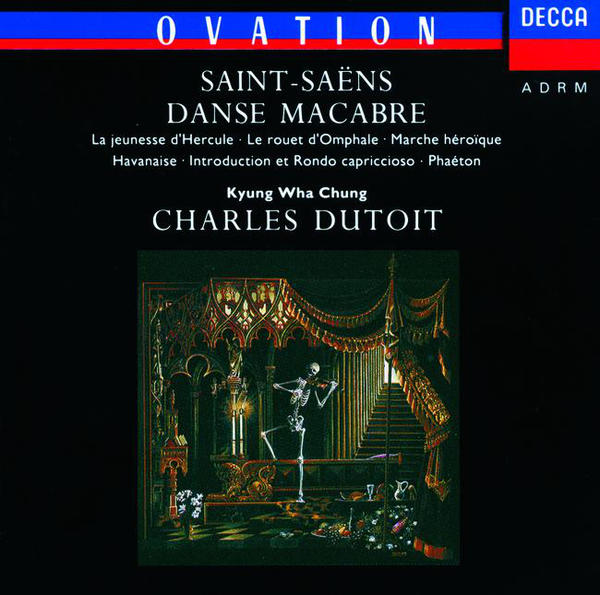 OVATION
DECCA
ADRM
SAINT-SAËNS
DANSE MACABRE
La jeunesse d'Hercule · Le rouet d'Omphale · Marche héroïque
Havanaise · Introduction et Rondo capriccioso · Phaéton
Kyung Wha Chung
CHARLES DUTOIT